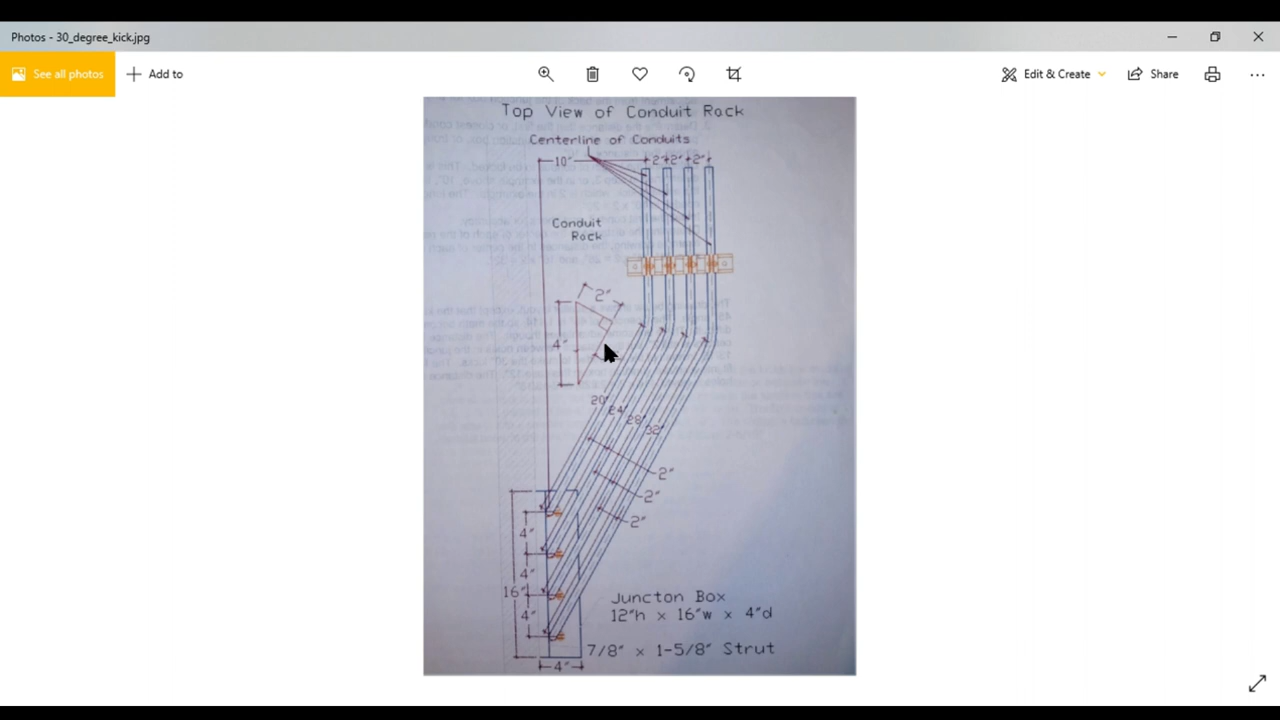 Photos - 30_degree_kick.jpg
See all photos
Add to
Edit & Create
Share
Top View of Conduit Rack
Centerline of Conduits
10"
2"
2"
2"
Conduit
Rack
2"
4"
20"
24"
28"
32"
2"
2"
2"
4"
4"
16"
4"
Juncton Box
12"h x 16"w x 4"d
7/8" x 1-5/8" Strut
4"